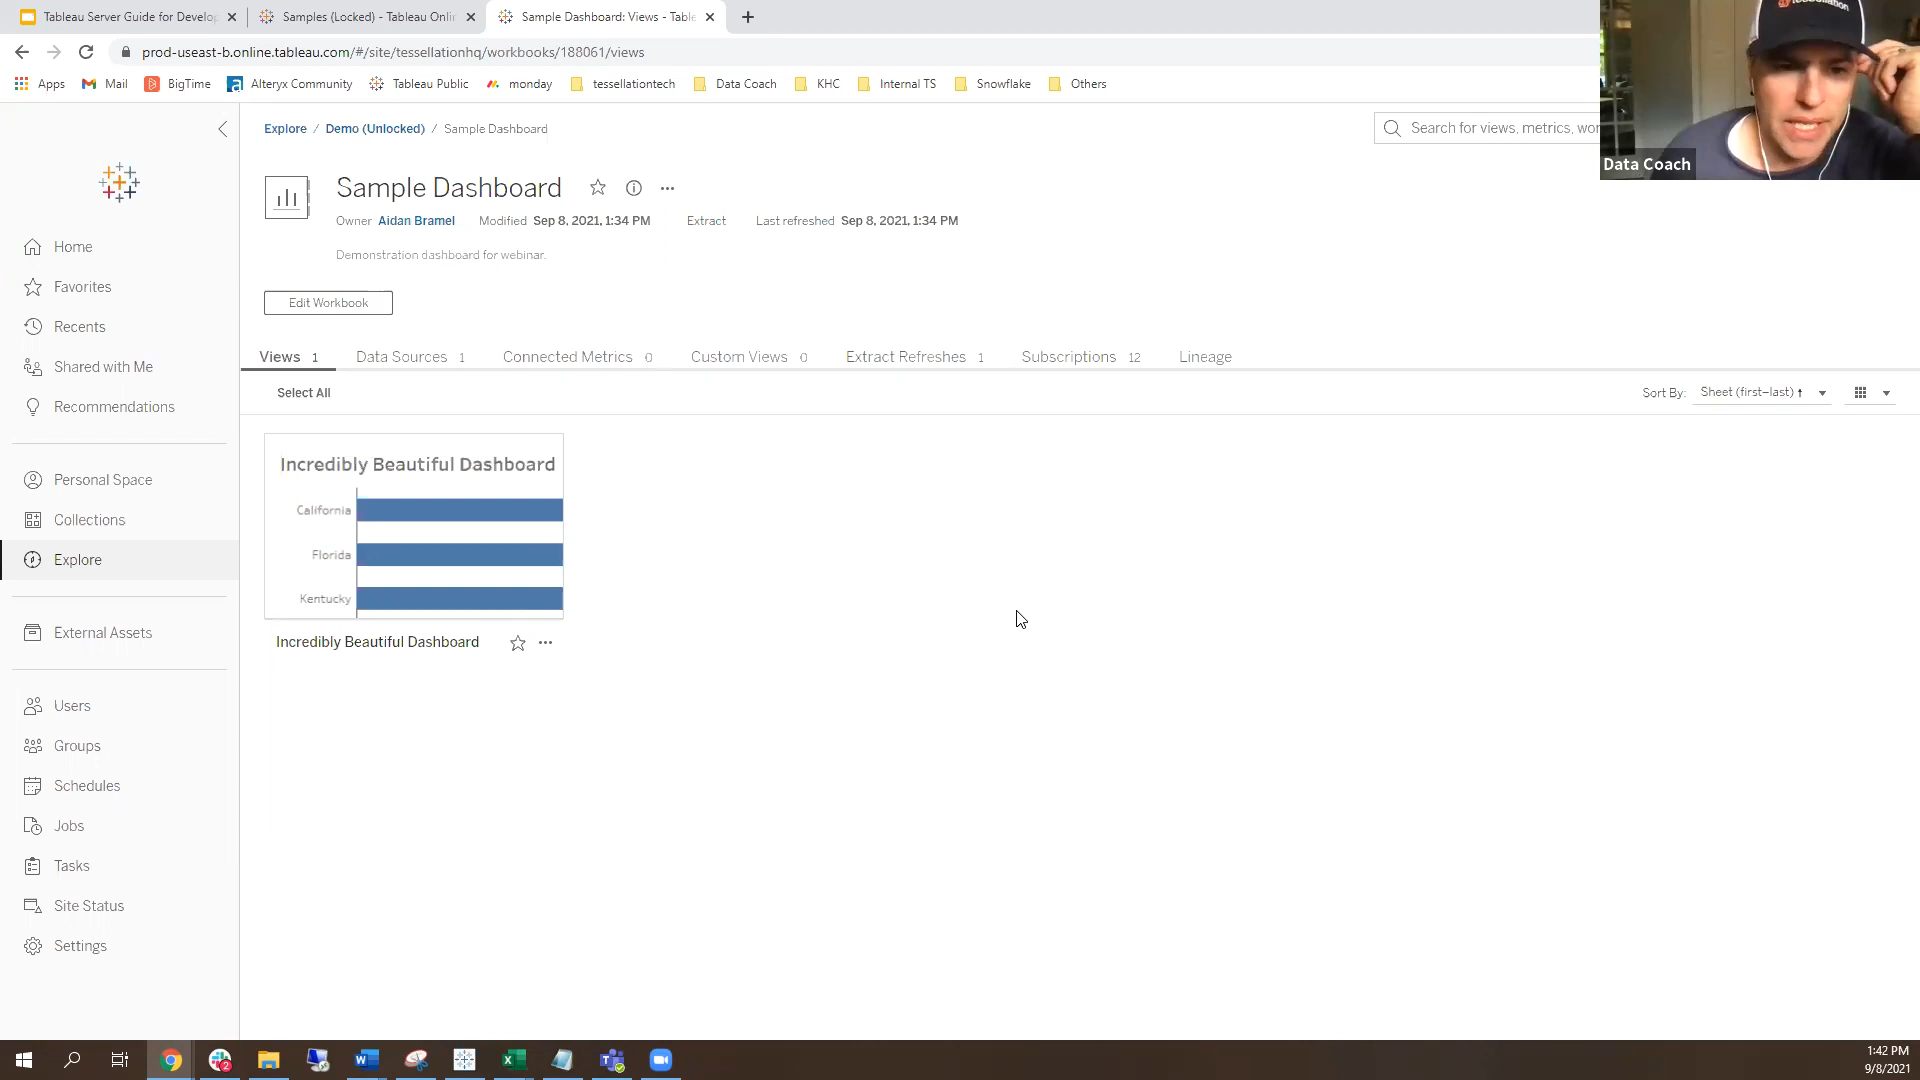 Tableau Server Guide for Develop
Samples (Locked) - Tableau Onlin
Sample Dashboard: Views - Table
prod-useast-b.online.tableau.com/#/site/tessellationhq/workbooks/188061/views
Apps
Mail
BigTime
Alteryx Community
Tableau Public
monday
tessellationtech
Data Coach
KHC
Internal TS
Snowflake
Others
Explore / Demo (Unlocked) / Sample Dashboard
Search for views, metrics, wor
Data Coach
Sample Dashboard
Owner Aidan Bramel Modified Sep 8, 2021, 1:34 PM Extract Last refreshed Sep 8, 2021, 1:34 PM
Demonstration dashboard for webinar.
Edit Workbook
Views 1 Data Sources 1 Connected Metrics 0 Custom Views 0 Extract Refreshes 1 Subscriptions 12 Lineage
Select All
Sort By: Sheet (first–last) ↑
Home
Favorites
Recents
Shared with Me
Recommendations
Personal Space
Collections
Explore
External Assets
Users
Groups
Schedules
Jobs
Tasks
Site Status
Settings
Incredibly Beautiful Dashboard
California
Florida
Kentucky
Incredibly Beautiful Dashboard
1:42 PM
9/8/2021